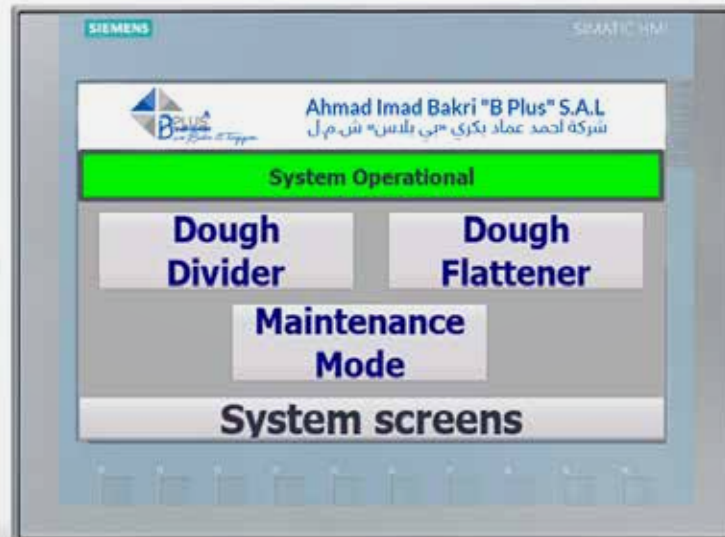 SIEMENS
SIMATIC HMI
BPLUS
Ahmad Imad Bakri "B Plus" S.A.L
شركة احمد عماد بكري «بي بلاس» ش.م.ل
System Operational
Dough
Divider
Dough
Flattener
Maintenance
Mode
System screens